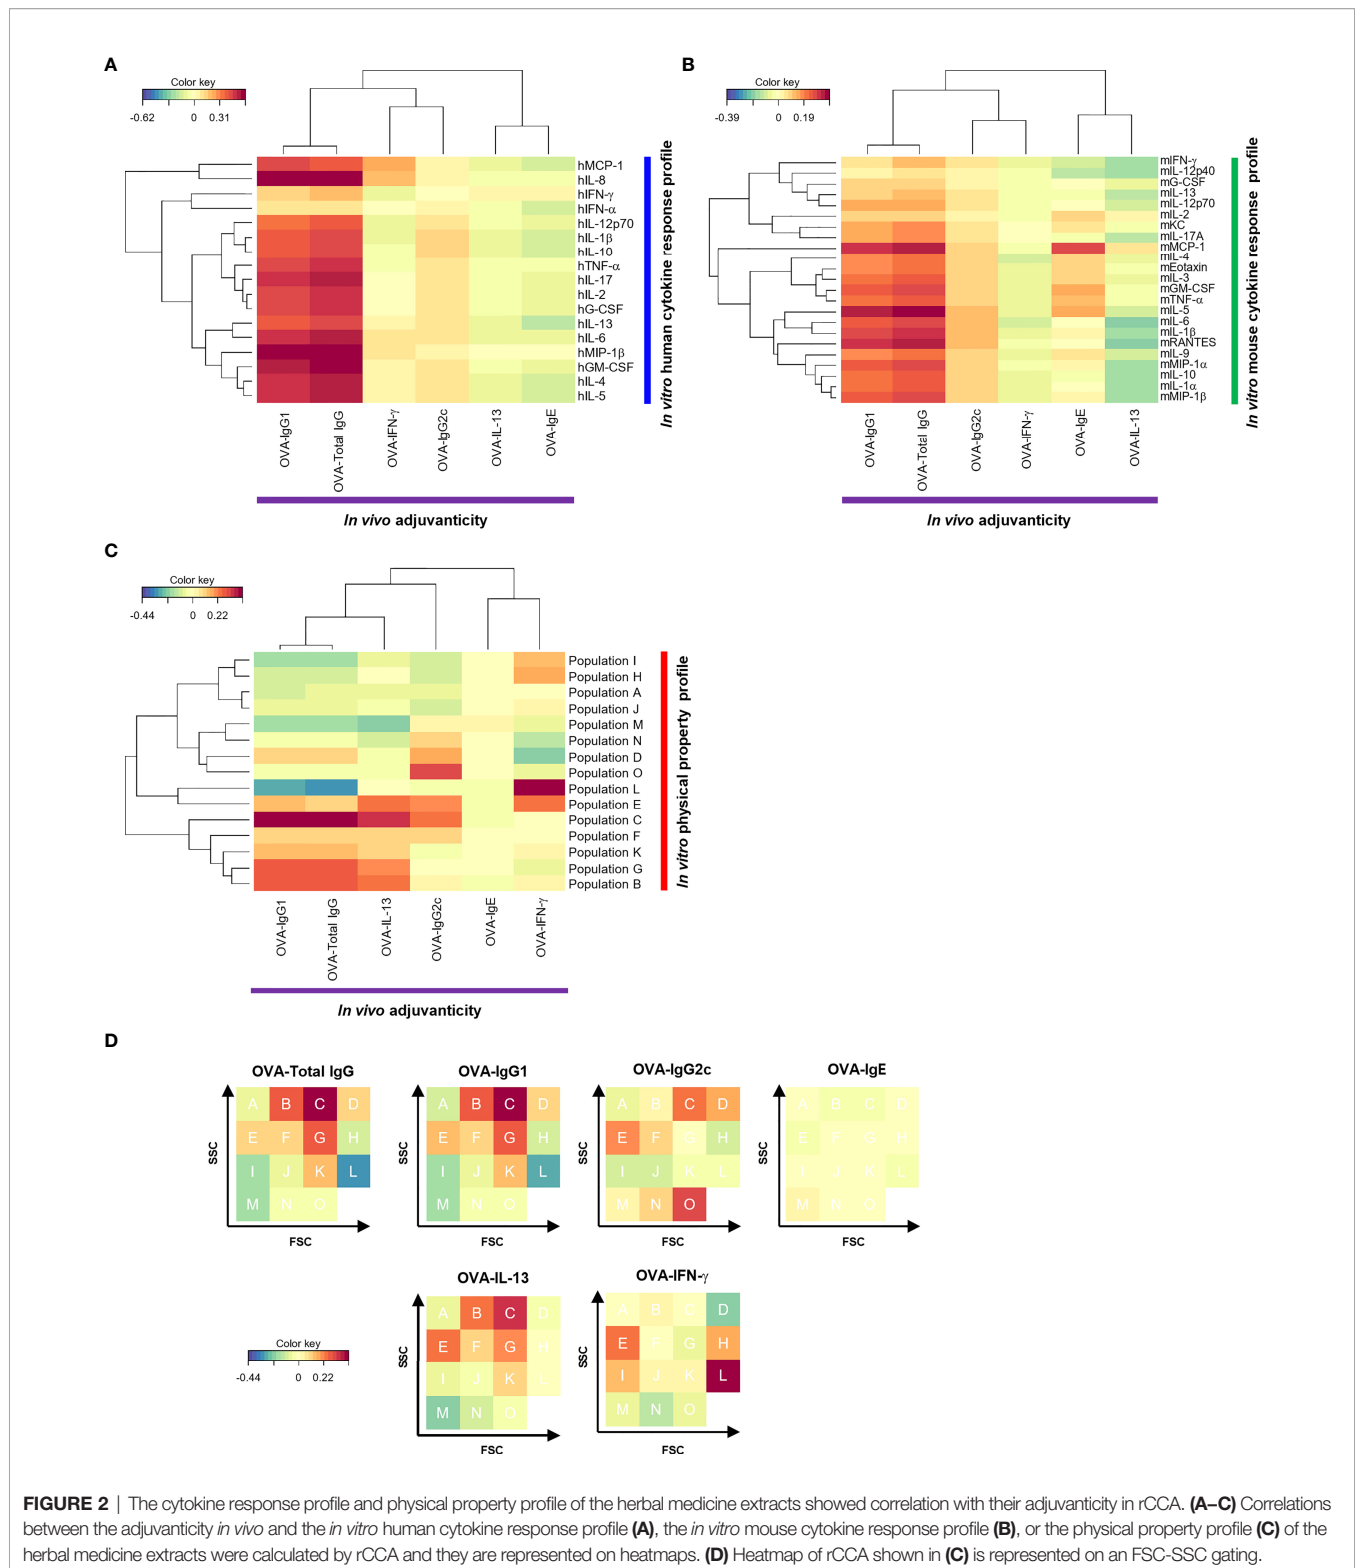 A
Color key
-0.62 0 0.31
hMCP-1
hIL-8
hIFN-γ
hIFN-α
hIL-12p70
hIL-1β
hIL-10
hTNF-α
hIL-17
hIL-2
hG-CSF
hIL-13
hIL-6
hMIP-1β
hGM-CSF
hIL-4
hIL-5
In vitro human cytokine response profile
OVA-IgG1
OVA-Total IgG
OVA-IFN-γ
OVA-IgG2c
OVA-IL-13
OVA-IgE
In vivo adjuvanticity
B
Color key
-0.39 0 0.19
mIFN-γ
mIL-12p40
mG-CSF
mIL-13
mIL-12p70
mIL-2
mKC
mIL-17A
mMCP-1
mIL-4
mEotaxin
mIL-3
mGM-CSF
mTNF-α
mIL-5
mIL-6
mIL-1β
mRANTES
mIL-9
mMIP-1α
mIL-10
mIL-1α
mMIP-1β
In vitro mouse cytokine response profile
OVA-IgG1
OVA-Total IgG
OVA-IgG2c
OVA-IFN-γ
OVA-IgE
OVA-IL-13
In vivo adjuvanticity
C
Color key
-0.44 0 0.22
Population I
Population H
Population A
Population J
Population M
Population N
Population D
Population O
Population L
Population E
Population C
Population F
Population K
Population G
Population B
In vitro physical property profile
OVA-IgG1
OVA-Total IgG
OVA-IL-13
OVA-IgG2c
OVA-IgE
OVA-IFN-γ
In vivo adjuvanticity
D
OVA-Total IgG
A B C D
E F G H
I J K L
M N O
SSC
FSC
OVA-IgG1
A B C D
E F G H
I J K L
M N O
SSC
FSC
OVA-IgG2c
A B C D
E F G H
I J K L
M N O
SSC
FSC
OVA-IgE
A B C D
E F G H
I J K L
M N O
SSC
FSC
Color key
-0.44 0 0.22
OVA-IL-13
A B C D
E F G H
I J K L
M N O
SSC
FSC
OVA-IFN-γ
A B C D
E F G H
I J K L
M N O
SSC
FSC
FIGURE 2 | The cytokine response profile and physical property profile of the herbal medicine extracts showed correlation with their adjuvanticity in rCCA. (A–C) Correlations
between the adjuvanticity in vivo and the in vitro human cytokine response profile (A), the in vitro mouse cytokine response profile (B), or the physical property profile (C) of the
herbal medicine extracts were calculated by rCCA and they are represented on heatmaps. (D) Heatmap of rCCA shown in (C) is represented on an FSC-SSC gating.